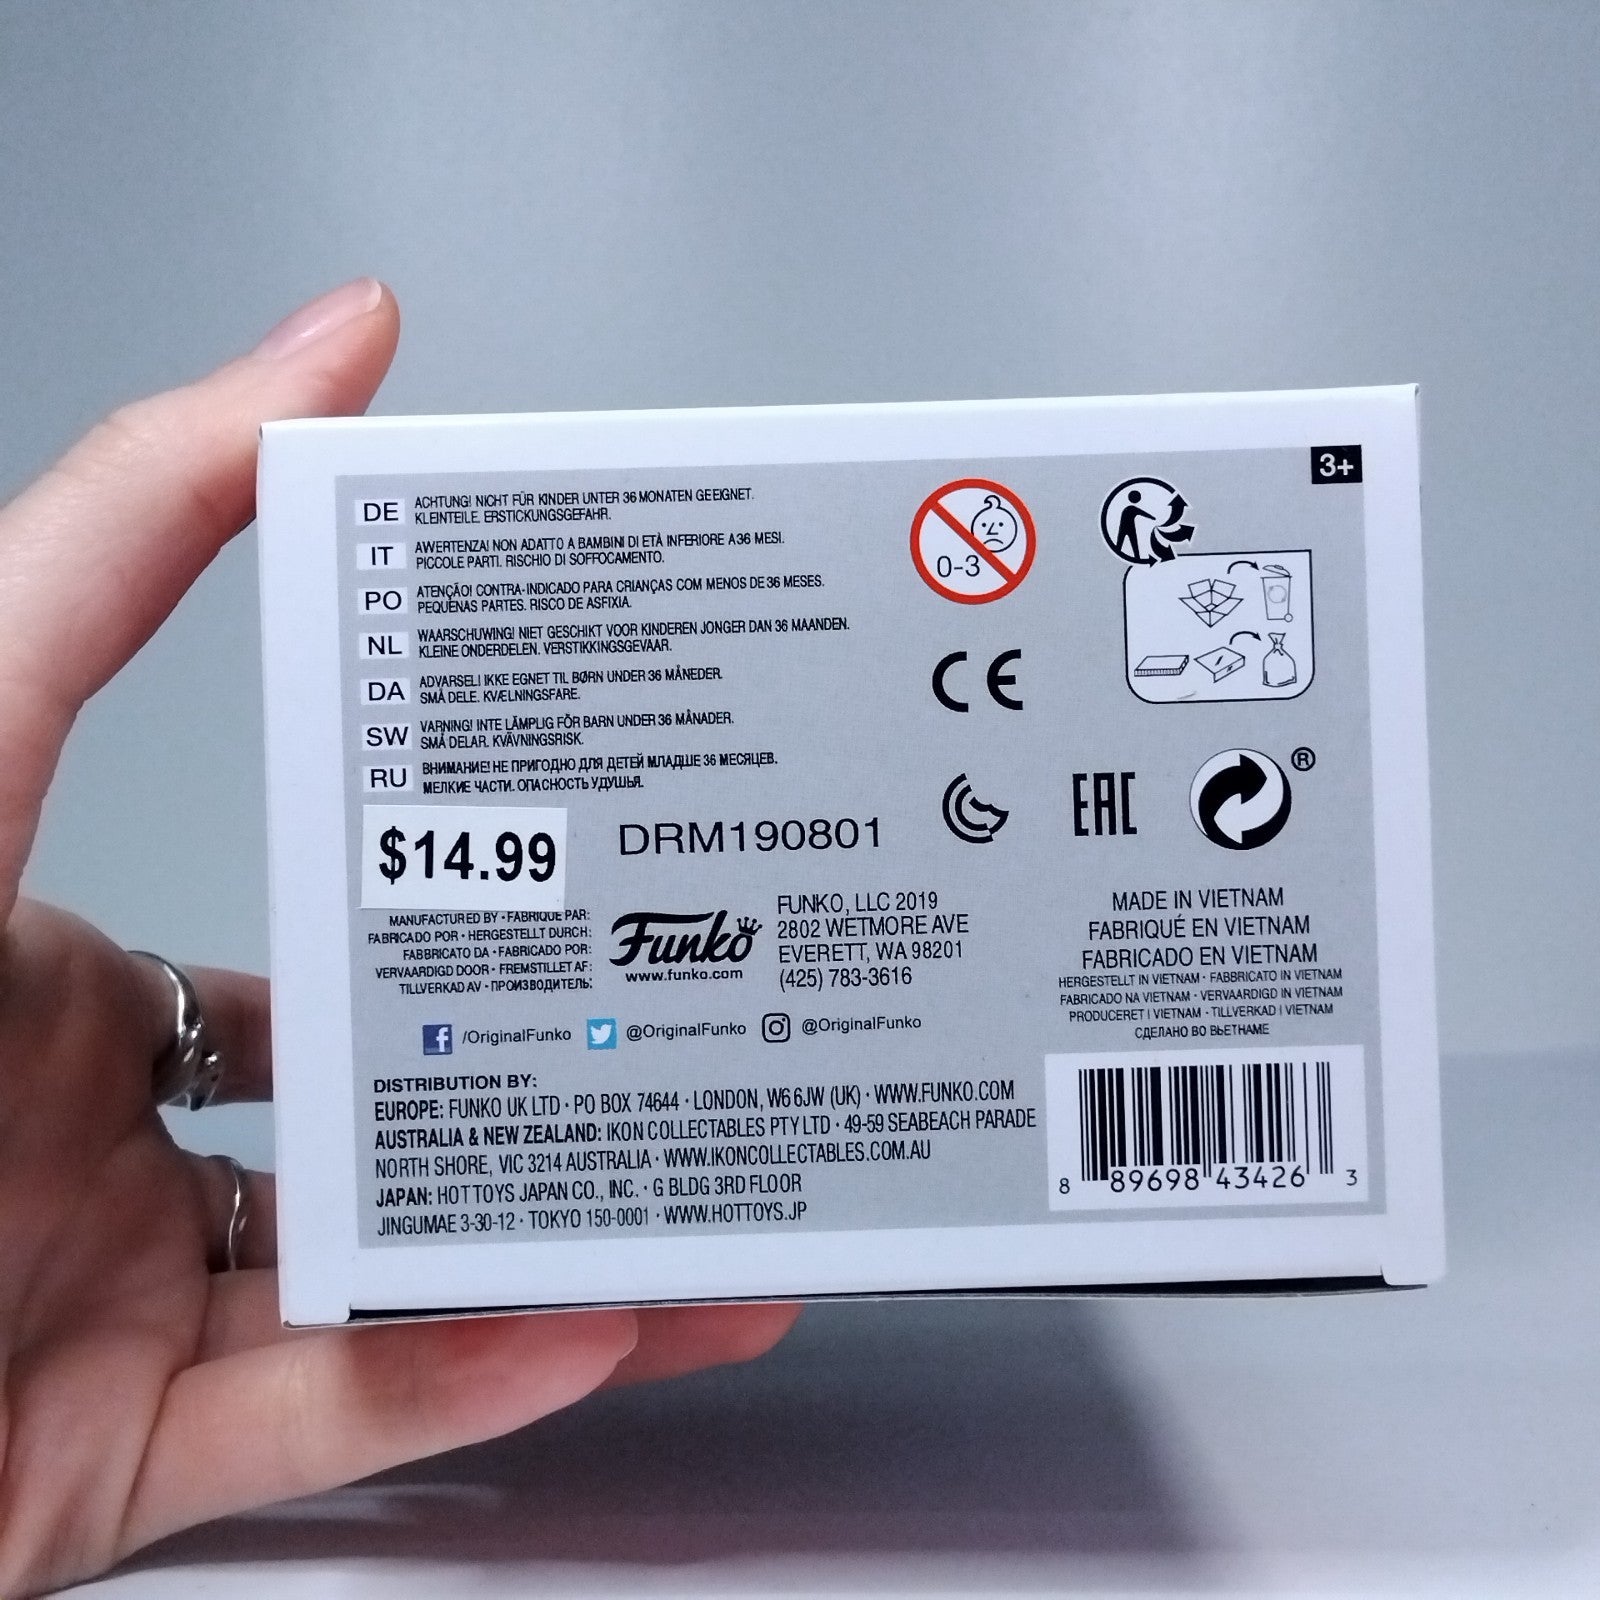 3+
DE
ACHTUNG! NICHT FÜR KINDER UNTER 36 MONATEN GEEIGNET.
KLEINTEILE. ERSTICKUNGSGEFAHR.
IT
AWERTENZA! NON ADATTO A BAMBINI DI ETÀ INFERIORE A 36 MESI.
PICCOLE PARTI. RISCHIO DI SOFFOCAMENTO.
PO
ATENÇÃO! CONTRA-INDICADO PARA CRIANÇAS COM MENOS DE 36 MESES.
PEQUENAS PARTES. RISCO DE ASFIXIA.
NL
WAARSCHUWING! NIET GESCHIKT VOOR KINDEREN JONGER DAN 36 MAANDEN.
KLEINE ONDERDELEN. VERSTIKKINGSGEVAAR.
DA
ADVARSEL! IKKE EGNET TIL BØRN UNDER 36 MÅNEDER.
SMÅ DELE. KVÆLNINGSFARE.
SW
VARNING! INTE LÄMPLIG FÖR BARN UNDER 36 MÅNADER.
SMÅ DELAR. KVÄVNINGSRISK.
RU
ВНИМАНИЕ! НЕ ПРИГОДНО ДЛЯ ДЕТЕЙ МЛАДШЕ 36 МЕСЯЦЕВ.
МЕЛКИЕ ЧАСТИ. ОПАСНОСТЬ УДУШЬЯ.
0-3
CE
EAC
®
$14.99
DRM190801
MANUFACTURED BY • FABRIQUÉ PAR:
FABRICADO POR • HERGESTELLT DURCH:
FABBRICATO DA • FABRICADO POR:
VERVAARDIGD DOOR • FREMSTILLET AF:
TILLVERKAD AV • ПРОИЗВОДИТЕЛЬ:
Funko
www.funko.com
FUNKO, LLC 2019
2802 WETMORE AVE
EVERETT, WA 98201
(425) 783-3616
MADE IN VIETNAM
FABRIQUÉ EN VIETNAM
FABRICADO EN VIETNAM
HERGESTELLT IN VIETNAM • FABBRICATO IN VIETNAM
FABRICADO NA VIETNAM • VERVAARDIGD IN VIETNAM
PRODUCERET I VIETNAM • TILLVERKAD I VIETNAM
СДЕЛАНО ВО ВЬЕТНАМЕ
f /OriginalFunko @OriginalFunko @OriginalFunko
DISTRIBUTION BY:
EUROPE: FUNKO UK LTD • PO BOX 74644 • LONDON, W6 6JW (UK) • WWW.FUNKO.COM
AUSTRALIA & NEW ZEALAND: IKON COLLECTABLES PTY LTD • 49-59 SEABEACH PARADE
NORTH SHORE, VIC 3214 AUSTRALIA • WWW.IKONCOLLECTABLES.COM.AU
JAPAN: HOT TOYS JAPAN CO., INC. • G BLDG 3RD FLOOR
JINGUMAE 3-30-12 • TOKYO 150-0001 • WWW.HOTTOYS.JP
8 89698 43426 3